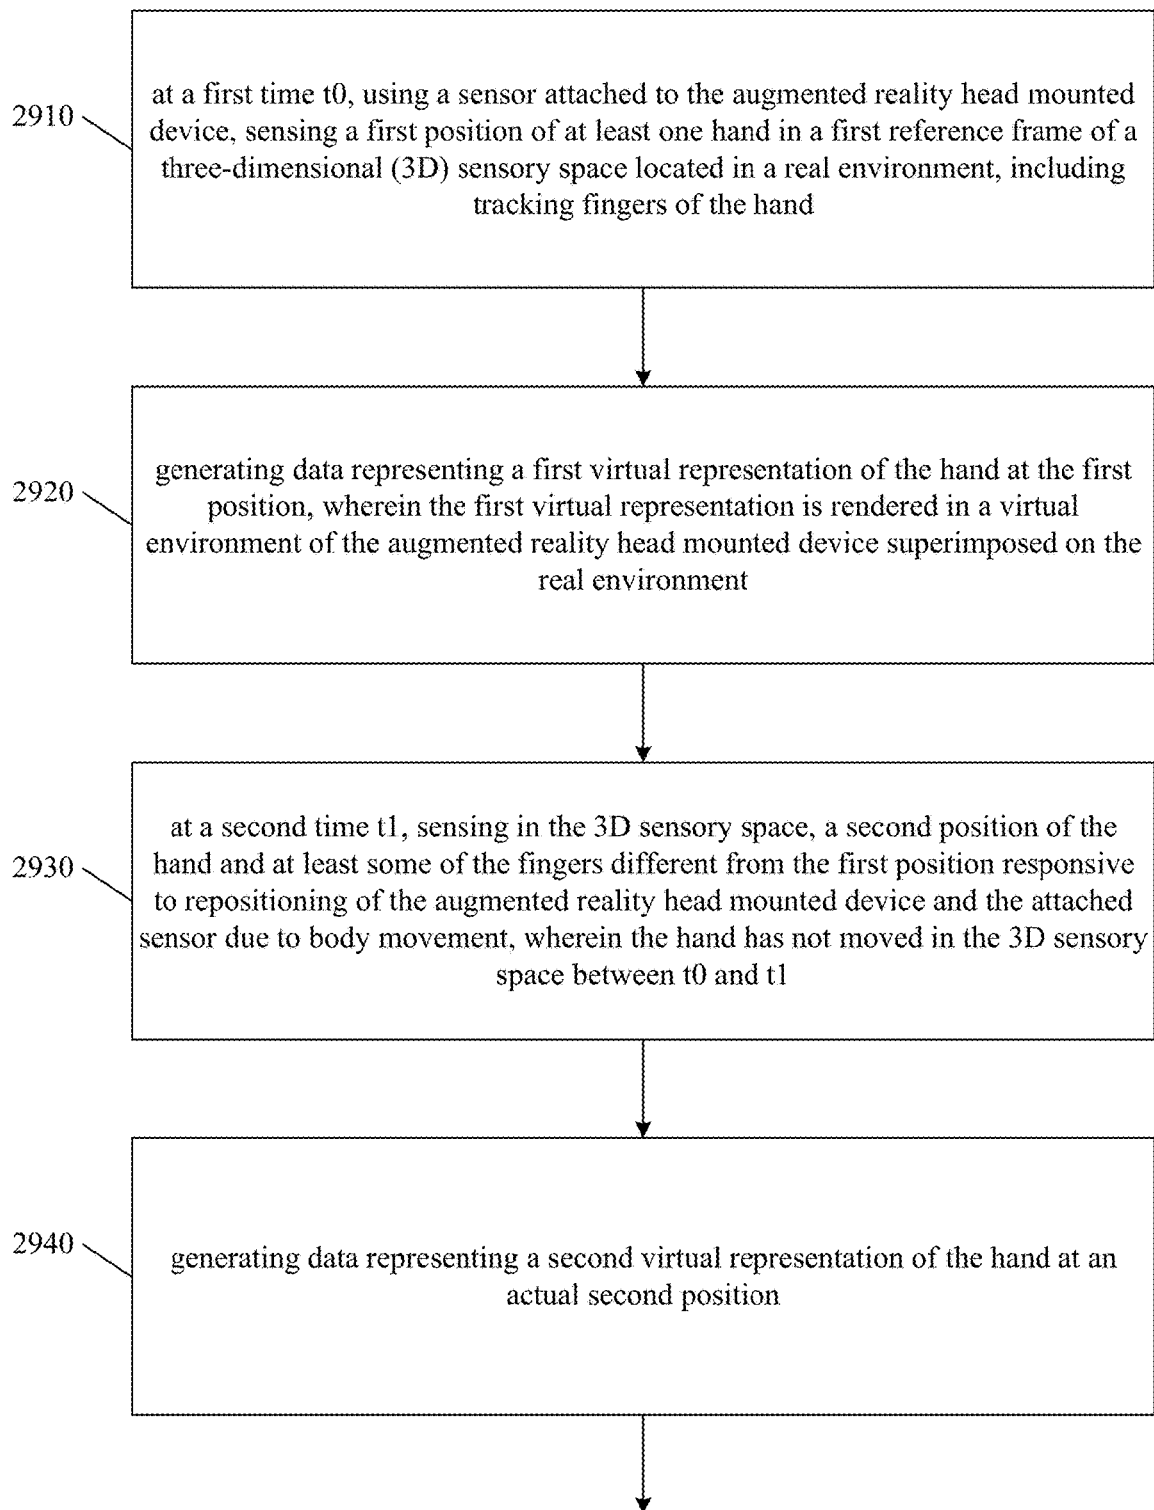 2910
at a first time t0, using a sensor attached to the augmented reality head mounted
device, sensing a first position of at least one hand in a first reference frame of a
three-dimensional (3D) sensory space located in a real environment, including
tracking fingers of the hand
2920
generating data representing a first virtual representation of the hand at the first
position, wherein the first virtual representation is rendered in a virtual
environment of the augmented reality head mounted device superimposed on the
real environment
2930
at a second time t1, sensing in the 3D sensory space, a second position of the
hand and at least some of the fingers different from the first position responsive
to repositioning of the augmented reality head mounted device and the attached
sensor due to body movement, wherein the hand has not moved in the 3D sensory
space between t0 and t1
2940
generating data representing a second virtual representation of the hand at an
actual second position